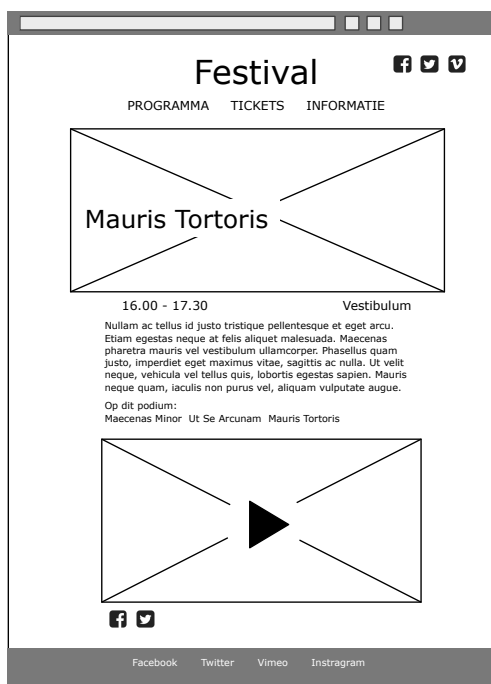 Festival
PROGRAMMA TICKETS INFORMATIE
Mauris Tortoris
16.00 - 17.30 Vestibulum
Nullam ac tellus id justo tristique pellentesque et eget arcu.
Etiam egestas neque at felis aliquet malesuada. Maecenas
pharetra mauris vel vestibulum ullamcorper. Phasellus quam
justo, imperdiet eget maximus vitae, sagittis ac nulla. Ut velit
neque, vehicula vel tellus quis, lobortis egestas sapien. Mauris
neque quam, iaculis non purus vel, aliquam vulputate augue.
Op dit podium:
Maecenas Minor Ut Se Arcunam Mauris Tortoris
Facebook Twitter Vimeo Instragram